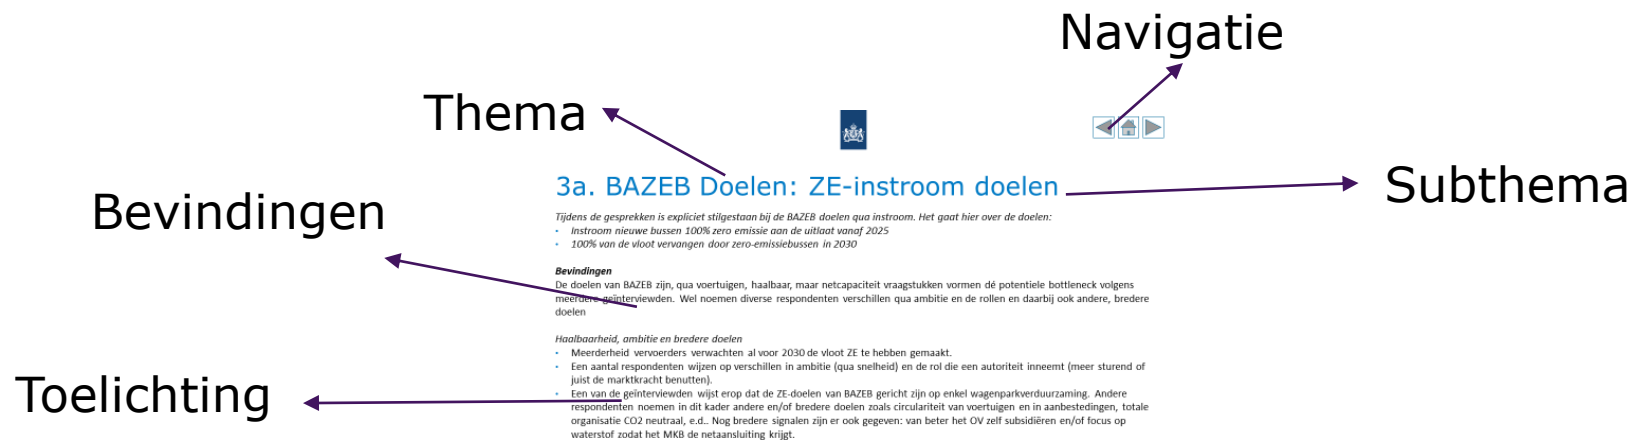 Navigatie
Thema
Subthema
Bevindingen
Toelichting
3a. BAZEB Doelen: ZE-instroom doelen
Tijdens de gesprekken is expliciet stilgestaan bij de BAZEB doelen qua instroom. Het gaat hier over de doelen:
• Instroom nieuwe bussen 100% zero emissie aan de uitlaat vanaf 2025
• 100% van de vloot vervangen door zero-emissiebussen in 2030
Bevindingen
De doelen van BAZEB zijn, qua voertuigen, haalbaar, maar netcapaciteit vraagstukken vormen dé potentiele bottleneck volgens
meerdere geïnterviewden. Wel noemen diverse respondenten verschillen qua ambitie en de rollen en daarbij ook andere, bredere
doelen
Haalbaarheid, ambitie en bredere doelen
• Meerderheid vervoerders verwachten al voor 2030 de vloot ZE te hebben gemaakt.
• Een aantal respondenten wijzen op verschillen in ambitie (qua snelheid) en de rol die een autoriteit inneemt (meer sturend of
juist de marktkracht benutten).
• Een van de geïnterviewden wijst erop dat de ZE-doelen van BAZEB gericht zijn op enkel wagenparkverduurzaming. Andere
respondenten noemen in dit kader andere en/of bredere doelen zoals circulariteit van voertuigen en in aanbestedingen, totale
organisatie CO2 neutraal, e.d.. Nog bredere signalen zijn er ook gegeven: van beter het OV zelf subsidiëren en/of focus op
waterstof zodat het MKB de netaansluiting krijgt.